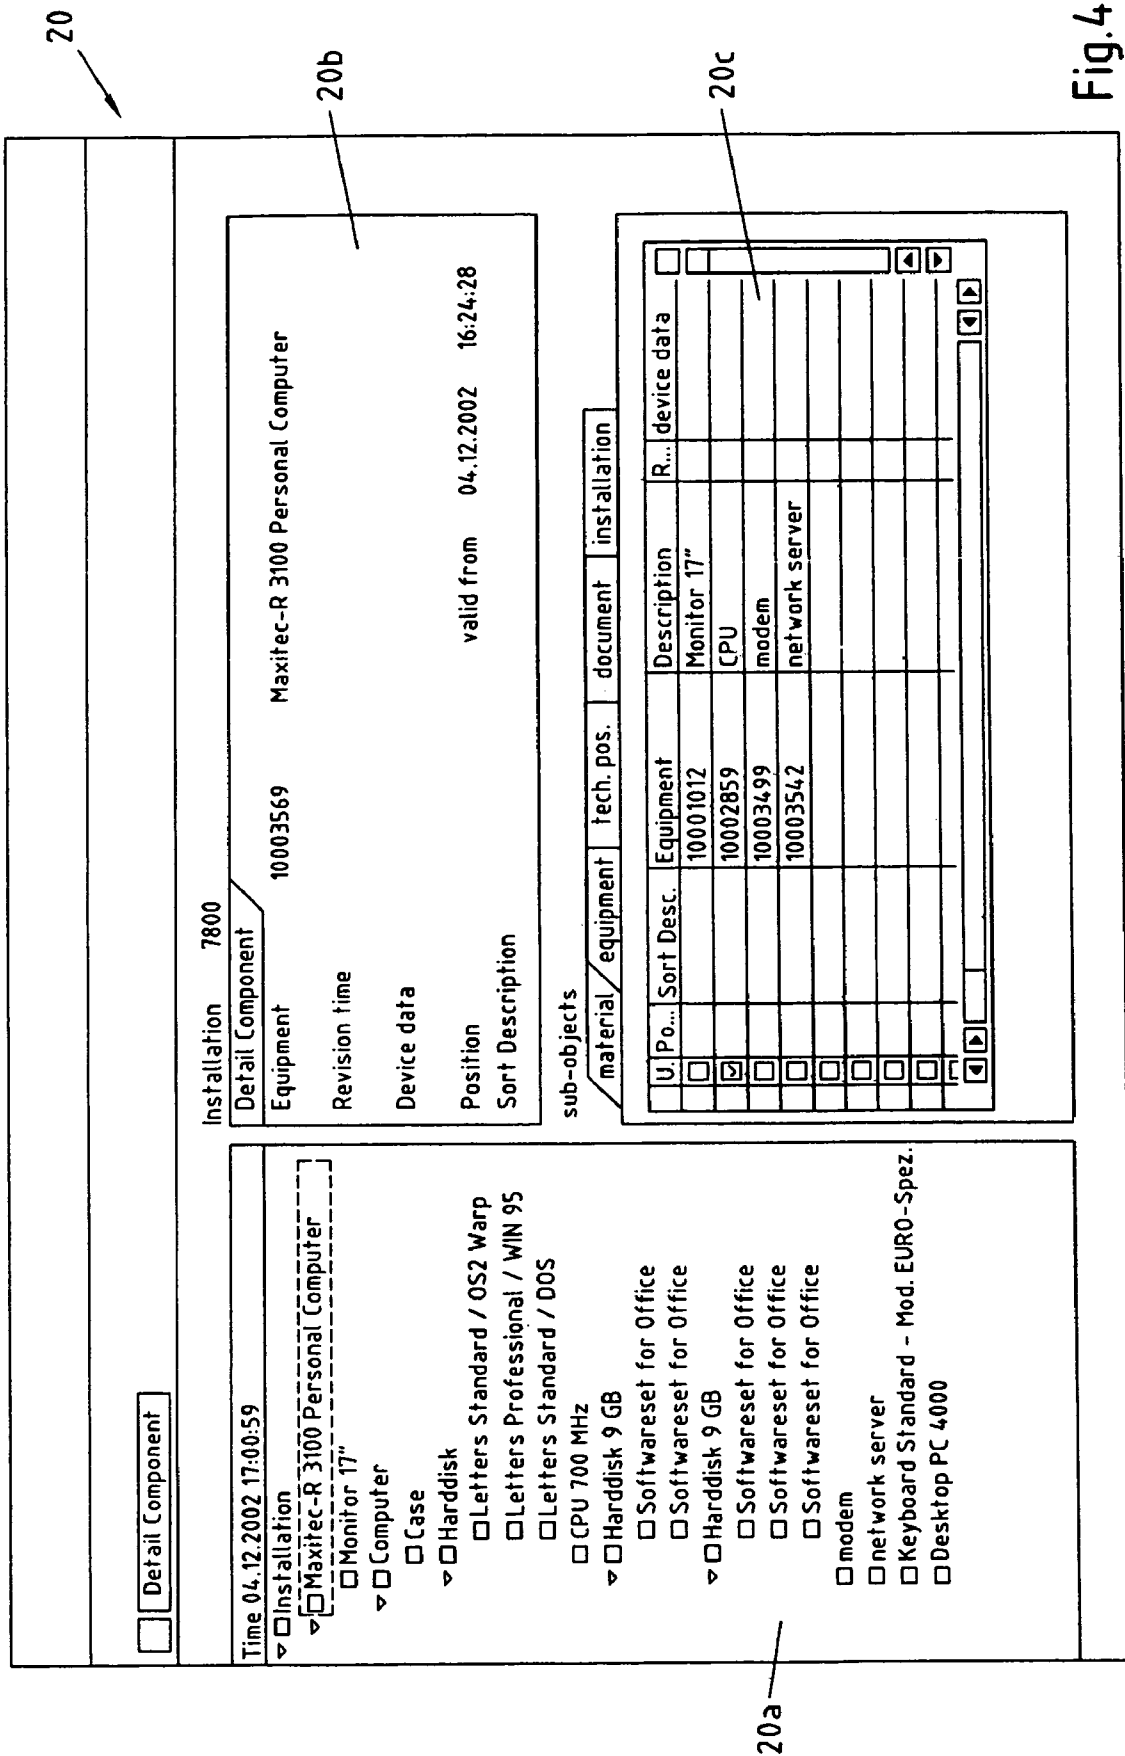 20
Detail Component
Time 04.12.2002 17:00:59
Installation
Maxitec-R 3100 Personal Computer
Monitor 17"
Computer
Case
Harddisk
Letters Standard / OS2 Warp
Letters Professional / WIN 95
Letters Standard / DOS
CPU 700 MHz
Harddisk 9 GB
Softwareset for Office
Softwareset for Office
Harddisk 9 GB
Softwareset for Office
Softwareset for Office
Softwareset for Office
modem
network server
Keyboard Standard - Mod. EURO-Spez.
Desktop PC 4000
20a
Installation 7800
Detail Component
Equipment 10003569 Maxitec-R 3100 Personal Computer
Revision time
Device data
Position valid from 04.12.2002 16:24:28
Sort Description
20b
sub-objects
material equipment tech. pos. document installation
U. Po... Sort Desc. Equipment Description R... device data
10001012 Monitor 17"
10002859 CPU
10003499 modem
10003542 network server
20c
Fig.4